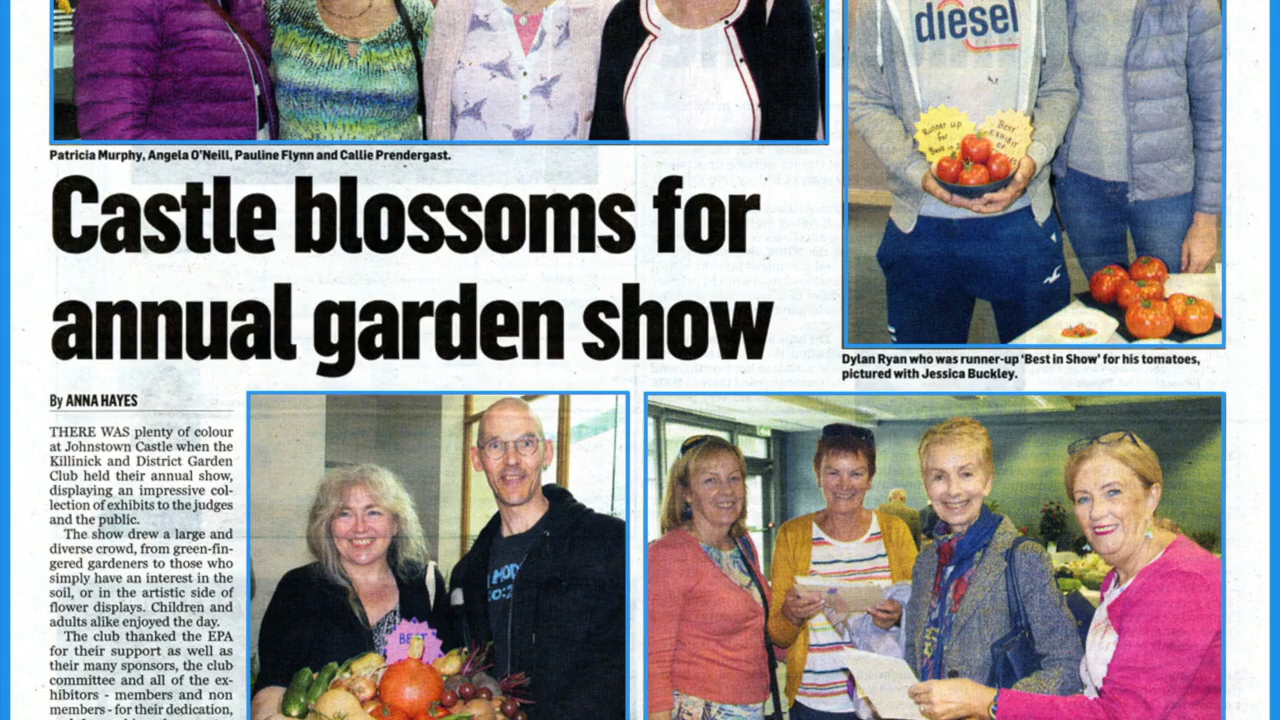 diesel
Runner up
for
Best in
Best
Exhibit
of
Patricia Murphy, Angela O'Neill, Pauline Flynn and Callie Prendergast.
Castle blossoms for
annual garden show
Dylan Ryan who was runner-up 'Best in Show' for his tomatoes,
pictured with Jessica Buckley.
By ANNA HAYES
THERE WAS plenty of colour
at Johnstown Castle when the
Killinick and District Garden
Club held their annual show,
displaying an impressive col-
lection of exhibits to the judges
and the public.
The show drew a large and
diverse crowd, from green-fin-
gered gardeners to those who
simply have an interest in the
soil, or in the artistic side of
flower displays. Children and
adults alike enjoyed the day.
The club thanked the EPA
for their support as well as
their many sponsors, the club
committee and all of the ex-
hibitors - members and non
members - for their dedication,
BEST